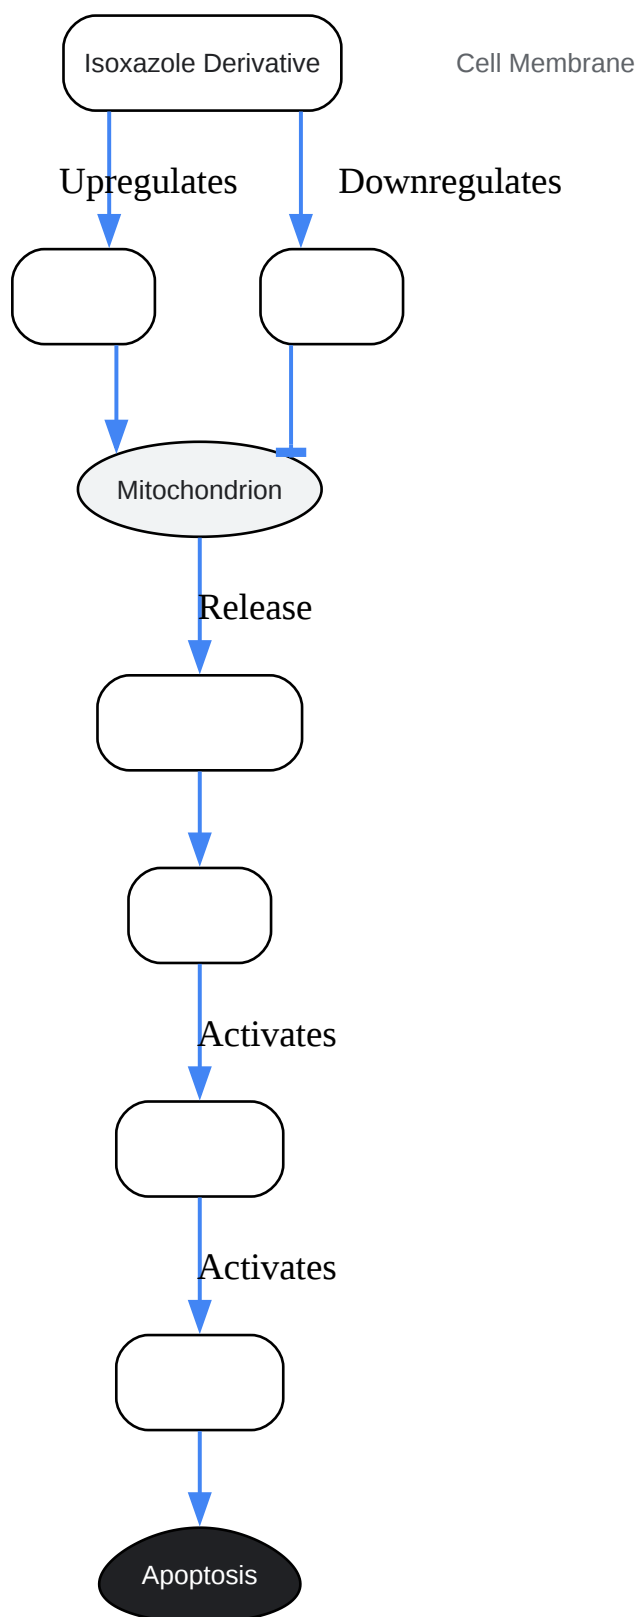 Isoxazole Derivative
Cell Membrane
Upregulates
Downregulates
Mitochondrion
Release
Activates
Activates
Apoptosis